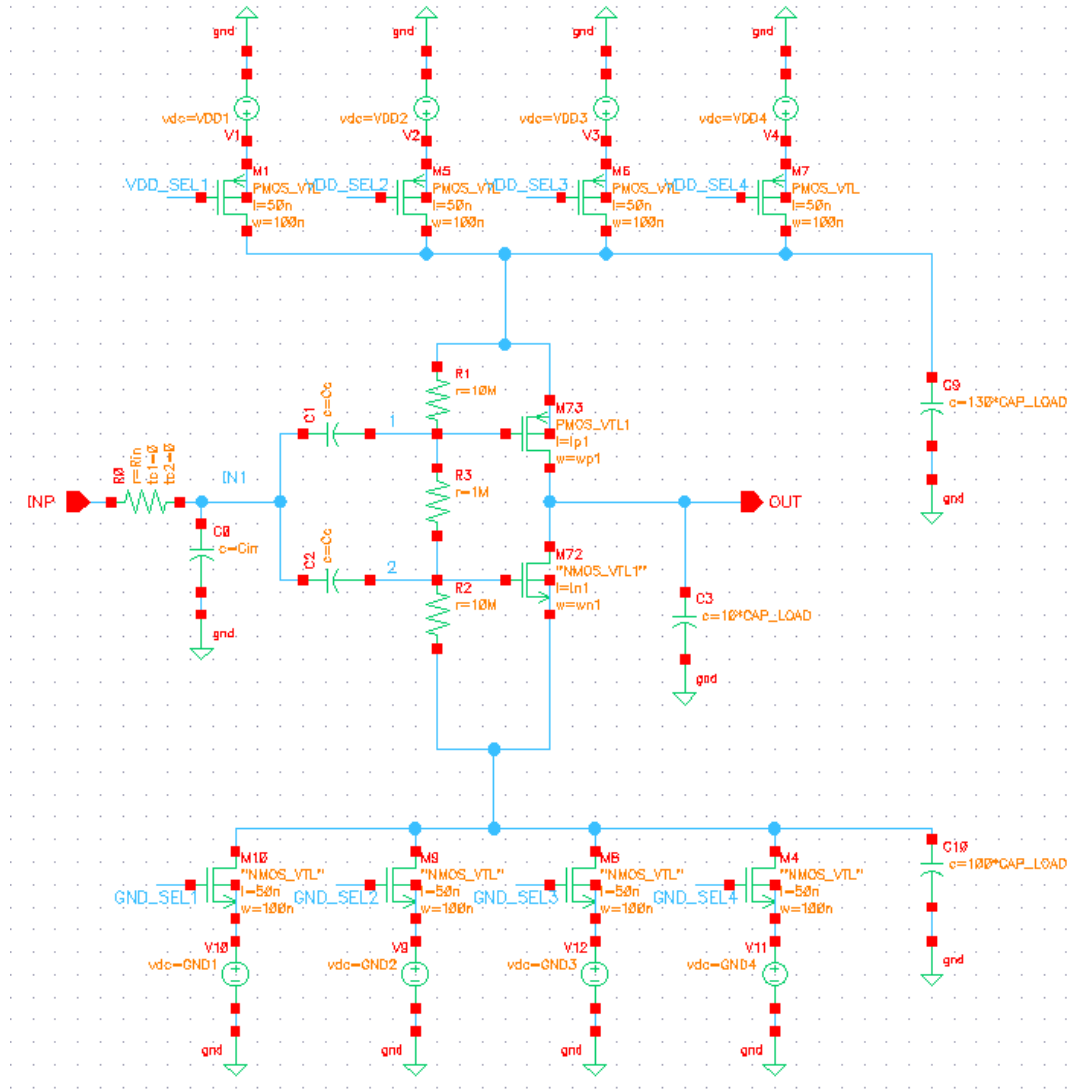 gnd gnd gnd gnd
vdc=VDD1 vdc=VDD2 vdc=VDD3 vdc=VDD4
V1 V2 V3 V4
M1 M5 M6 M7
VDD_SEL1 VDD_SEL2 VDD_SEL3 VDD_SEL4
PMOS_VTL PMOS_VTL PMOS_VTL PMOS_VTL
l=50n l=50n l=50n l=50n
w=100n w=100n w=100n w=100n
R1
r=10M
C9
c=130*CAP_LOAD
gnd
C1
c=Cc
1
M73
PMOS_VTL1
l=lp1
w=wp1
R0
r=Rin
tc1=0
tc2=0
IN1
R3
r=1M
INP
OUT
C0
c=Cin
gnd
C2
c=Cc
2
M72
"NMOS_VTL1"
l=ln1
w=wn1
R2
r=10M
C3
c=10*CAP_LOAD
gnd
M10 M9 M8 M4
"NMOS_VTL" "NMOS_VTL" "NMOS_VTL" "NMOS_VTL"
l=50n l=50n l=50n l=50n
GND_SEL1 GND_SEL2 GND_SEL3 GND_SEL4
w=100n w=100n w=100n w=100n
C10
c=100*CAP_LOAD
gnd
V10 V9 V12 V11
vdc=GND1 vdc=GND2 vdc=GND3 vdc=GND4
gnd gnd gnd gnd